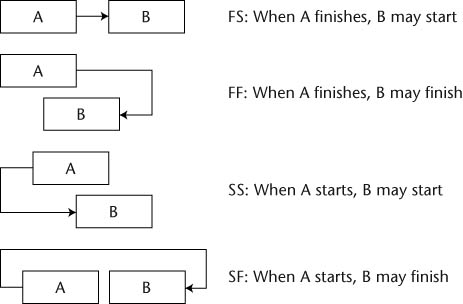 A B FS: When A finishes, B may start
A
B
FF: When A finishes, B may finish
A
B
SS: When A starts, B may start
A B SF: When A starts, B may finish